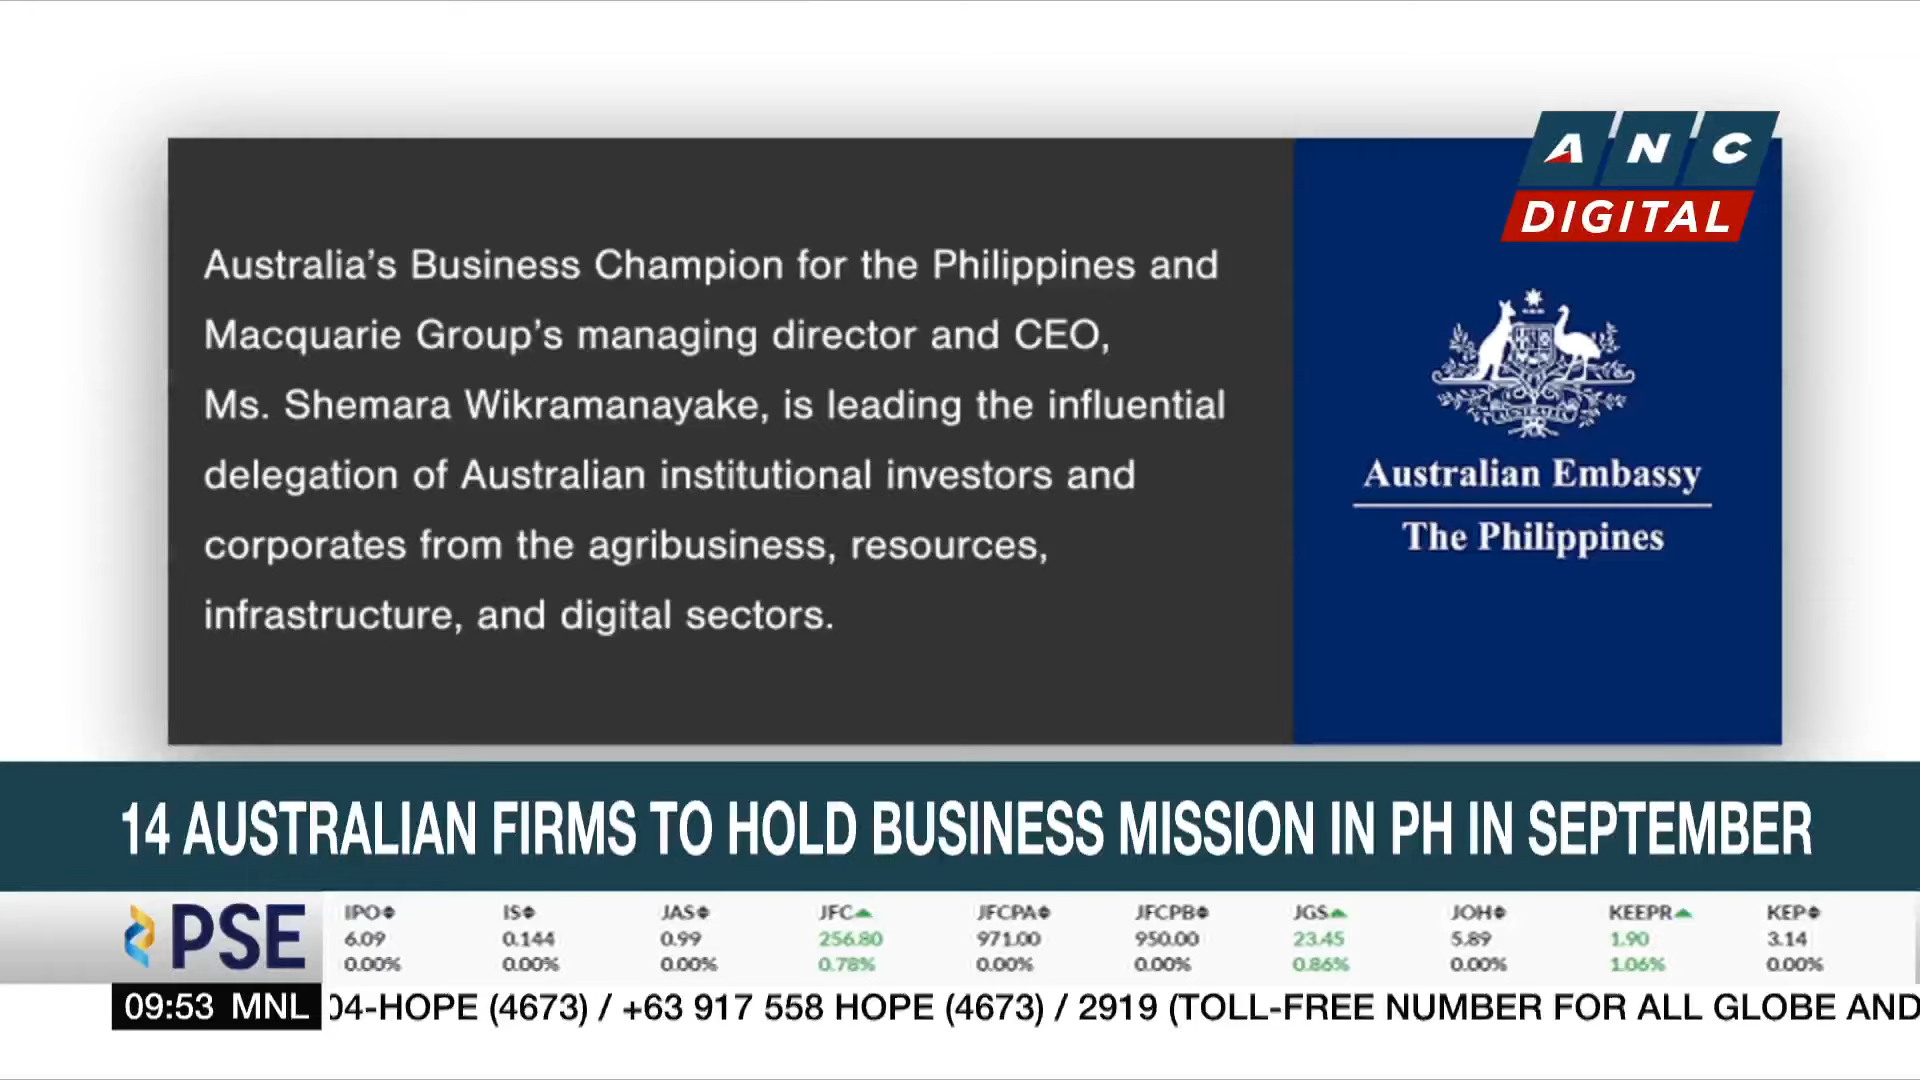 A N C
DIGITAL
Australia’s Business Champion for the Philippines and
Macquarie Group’s managing director and CEO,
Ms. Shemara Wikramanayake, is leading the influential
delegation of Australian institutional investors and
corporates from the agribusiness, resources,
infrastructure, and digital sectors.
AUSTRALIA
Australian Embassy
The Philippines
14 AUSTRALIAN FIRMS TO HOLD BUSINESS MISSION IN PH IN SEPTEMBER
PSE
IPO IS JAS JFC JFCPA JFCPB JGS JOH KEEPR KEP
6.09 0.144 0.99 256.80 971.00 950.00 23.45 5.89 1.90 3.14
0.00% 0.00% 0.00% 0.78% 0.00% 0.00% 0.86% 0.00% 1.06% 0.00%
09:53 MNL 04-HOPE (4673) / +63 917 558 HOPE (4673) / 2919 (TOLL-FREE NUMBER FOR ALL GLOBE AND